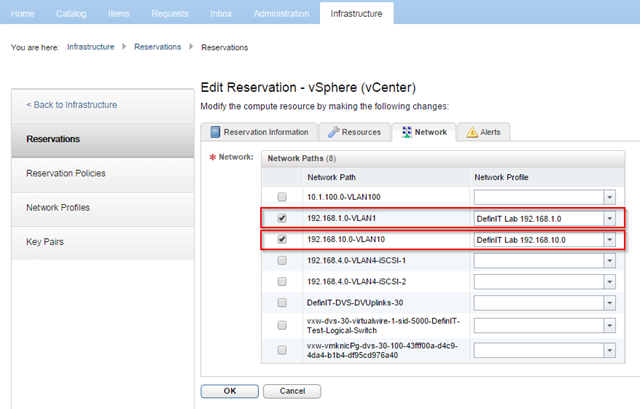 Home Catalog Items Requests Inbox Administration Infrastructure
You are here: Infrastructure Reservations Reservations
Edit Reservation - vSphere (vCenter)
Modify the compute resource by making the following changes:
< Back to Infrastructure
Reservations
Reservation Policies
Network Profiles
Key Pairs
Reservation Information Resources Network Alerts
* Network: Network Paths (8)
Network Path Network Profile
10.1.100.0-VLAN100
192.168.1.0-VLAN1 DefinIT Lab 192.168.1.0
192.168.10.0-VLAN10 DefinIT Lab 192.168.10.0
192.168.4.0-VLAN4-iSCSI-1
192.168.4.0-VLAN4-iSCSI-2
DefinIT-DVS-DVUplinks-30
vxw-dvs-30-virtualwire-1-sid-5000-DefinIT-
Test-Logical-Switch
vxw-vmknicPg-dvs-30-100-43fff00a-d4c9-
4da4-b1b4-df95cd976a40
OK Cancel